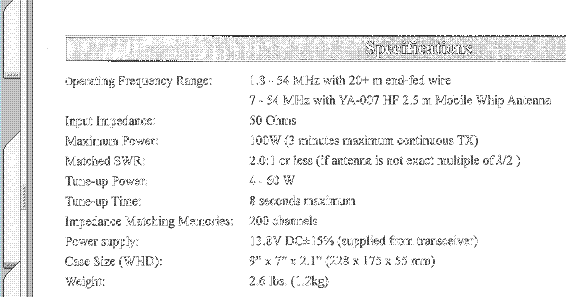 Specifications
Operating Frequency Range: 1.8 - 54 MHz with 20+ m end-fed wire
7 - 54 MHz with YA-007 HF 2.5 m Mobile Whip Antenna
Input Impedance: 50 Ohms
Maximum Power: 100W (3 minutes maximum continuous TX)
Matched SWR: 2.0:1 or less (if antenna is not exact multiple of λ/2 )
Tune-up Power: 4 - 60 W
Tune-up Time: 8 seconds maximum
Impedance Matching Memories: 200 channels
Power supply: 13.8V DC±15% (supplied from transceiver)
Case Size (WHD): 9" x 7" x 2.1" (228 x 175 x 55 mm)
Weight: 2.6 lbs. (1.2kg)